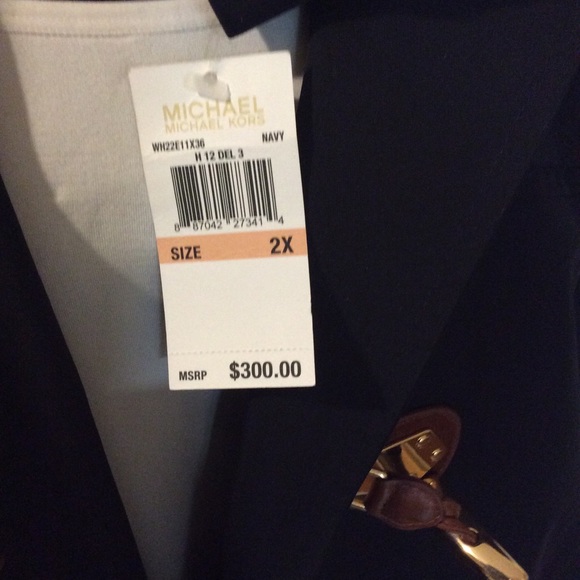 MICHAEL
MICHAEL KORS
WH22E11X36 NAVY
H 12 DEL 3
8 87042 27341 4
SIZE 2X
MSRP $300.00